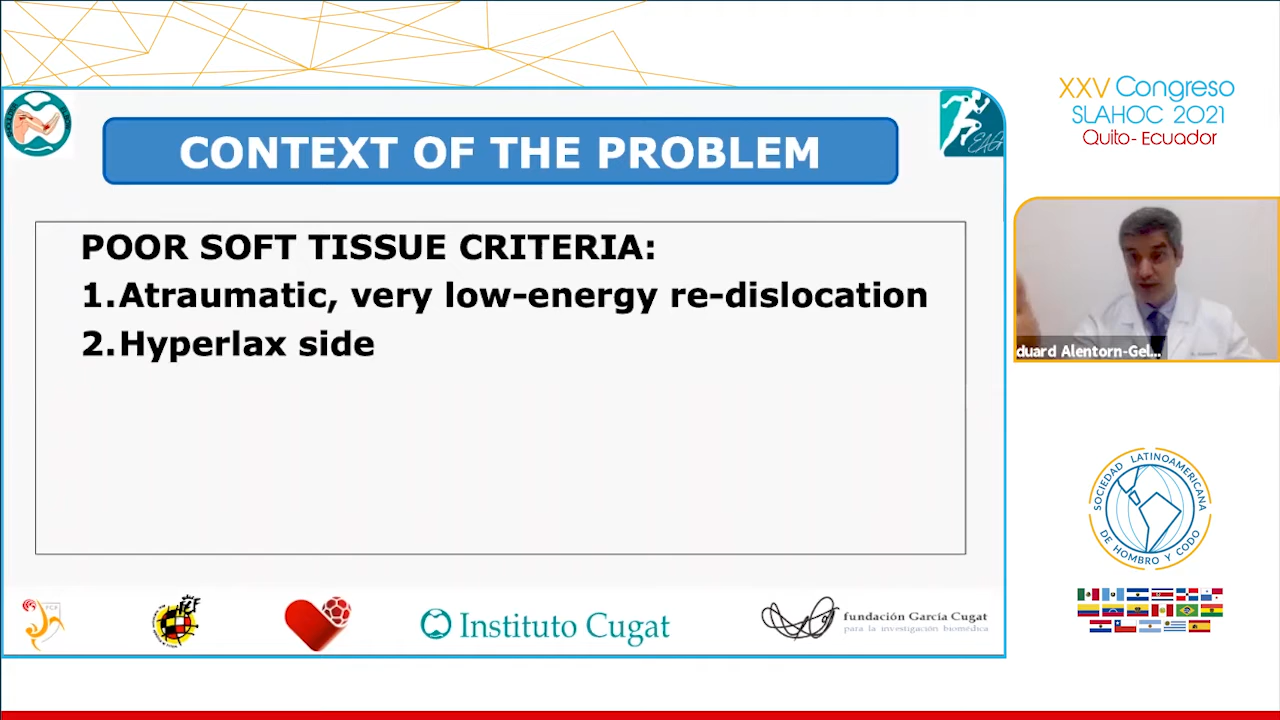 XXV Congreso
SLAHOC 2021
Quito - Ecuador
CONTEXT OF THE PROBLEM
POOR SOFT TISSUE CRITERIA:
1. Atraumatic, very low-energy re-dislocation
2. Hyperlax side
duard Alentorn-Gel...
SOCIEDAD LATINOAMERICANA
DE HOMBRO Y CODO
Instituto Cugat
fundación García Cugat
para la investigación biomédica